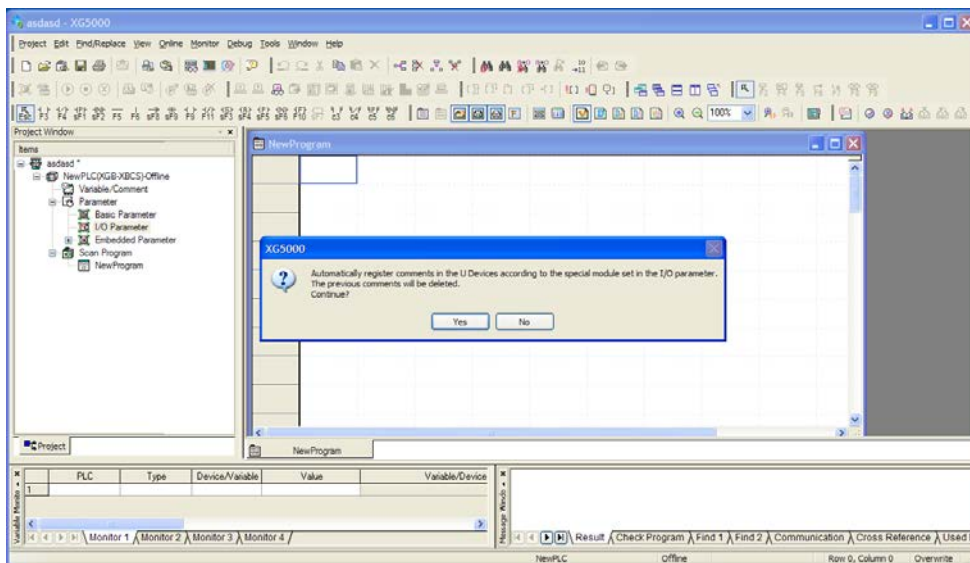 asdasd - XG5000
Project Edit Find/Replace View Online Monitor Debug Tools Window Help
100%
Project Window
Items
asdasd *
NewPLC(XGB-XBCS)-Offline
Variable/Comment
Parameter
Basic Parameter
I/O Parameter
Embedded Parameter
Scan Program
NewProgram
Project
NewProgram
XG5000
Automatically register comments in the U Devices according to the special module set in the I/O parameter.
The previous comments will be deleted.
Continue?
Yes No
NewProgram
PLC Type Device/Variable Value Variable/Device
1
Monitor 1 Monitor 2 Monitor 3 Monitor 4
Result Check Program Find 1 Find 2 Communication Cross Reference Used
NewPLC Offline Row 0, Column 0 Overwrite